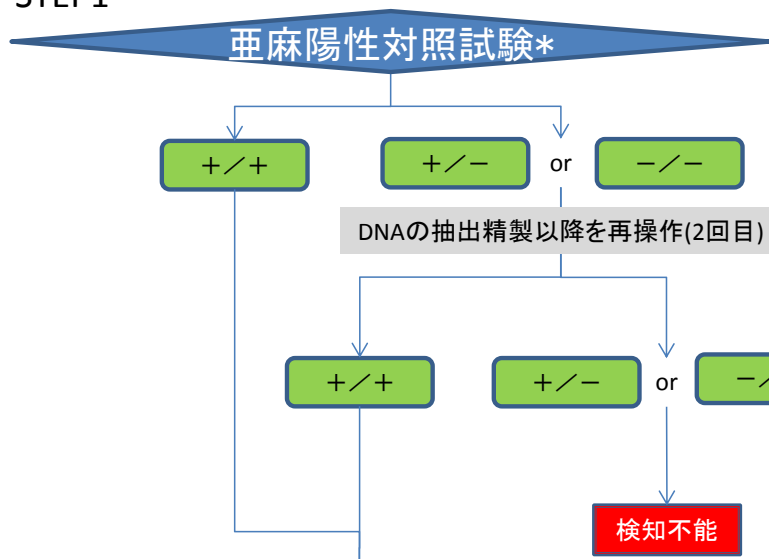 STEP1
亜麻陽性対照試験*
＋／＋
＋／－ or －／－
DNAの抽出精製以降を再操作(2回目)
＋／＋
＋／－ or －／
検知不能